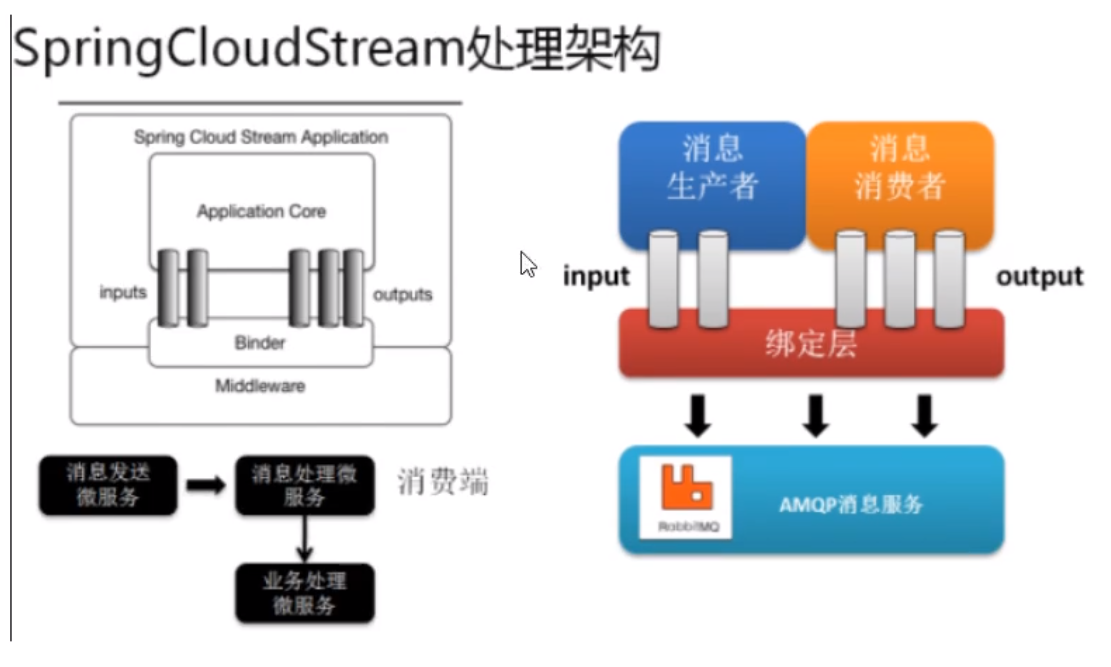 SpringCloudStream处理架构
Spring Cloud Stream Application
Application Core
inputs
outputs
Binder
Middleware
消息发送
微服务
消息处理微
服务
消费端
业务处理
微服务
消息
生产者
消息
消费者
input
output
绑定层
RabbitMQ
AMQP消息服务